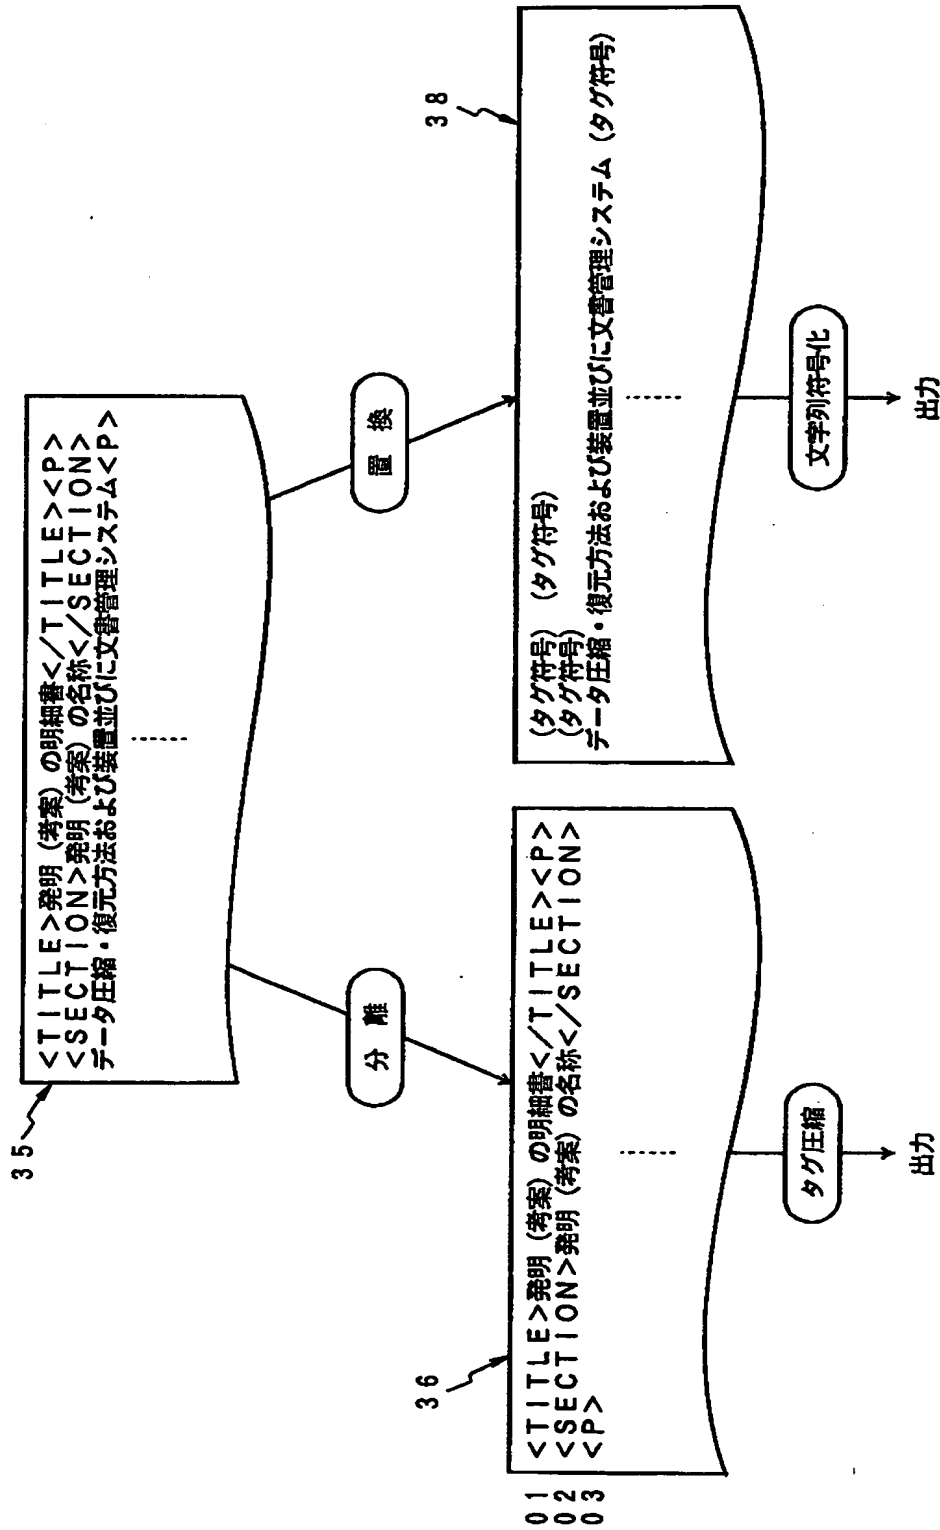 35
<TITLE>発明(考案)の明細書</TITLE><P>
<SECTION>発明(考案)の名称</SECTION>
データ圧縮・復元方法および装置並びに文書管理システム<P>
分離
置換
36
01 <TITLE>発明(考案)の明細書</TITLE><P>
02 <SECTION>発明(考案)の名称</SECTION>
03 <P>
タグ圧縮
出力
38
(タグ符号) (タグ符号)
(タグ符号)
データ圧縮・復元方法および装置並びに文書管理システム(タグ符号)
文字列符号化
出力